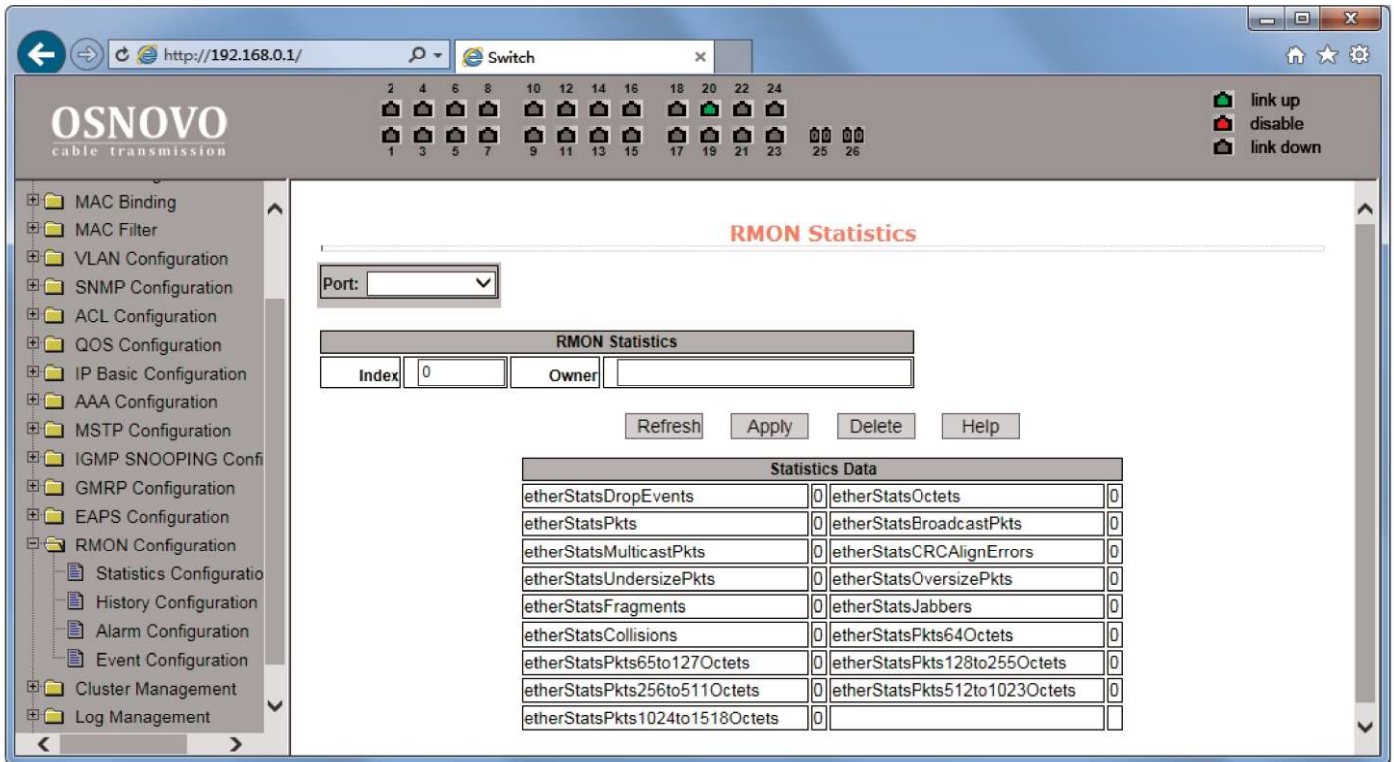 http://192.168.0.1/
Switch
OSNOVO
cable transmission
2 4 6 8 10 12 14 16 18 20 22 24
1 3 5 7 9 11 13 15 17 19 21 23 25 26
link up
disable
link down
MAC Binding
MAC Filter
VLAN Configuration
SNMP Configuration
ACL Configuration
QOS Configuration
IP Basic Configuration
AAA Configuration
MSTP Configuration
IGMP SNOOPING Confi
GMRP Configuration
EAPS Configuration
RMON Configuration
Statistics Configuratio
History Configuration
Alarm Configuration
Event Configuration
Cluster Management
Log Management
RMON Statistics
Port:
RMON Statistics
Index 0 Owner
Refresh Apply Delete Help
Statistics Data
etherStatsDropEvents 0 etherStatsOctets 0
etherStatsPkts 0 etherStatsBroadcastPkts 0
etherStatsMulticastPkts 0 etherStatsCRCAlignErrors 0
etherStatsUndersizePkts 0 etherStatsOversizePkts 0
etherStatsFragments 0 etherStatsJabbers 0
etherStatsCollisions 0 etherStatsPkts64Octets 0
etherStatsPkts65to127Octets 0 etherStatsPkts128to255Octets 0
etherStatsPkts256to511Octets 0 etherStatsPkts512to1023Octets 0
etherStatsPkts1024to1518Octets 0